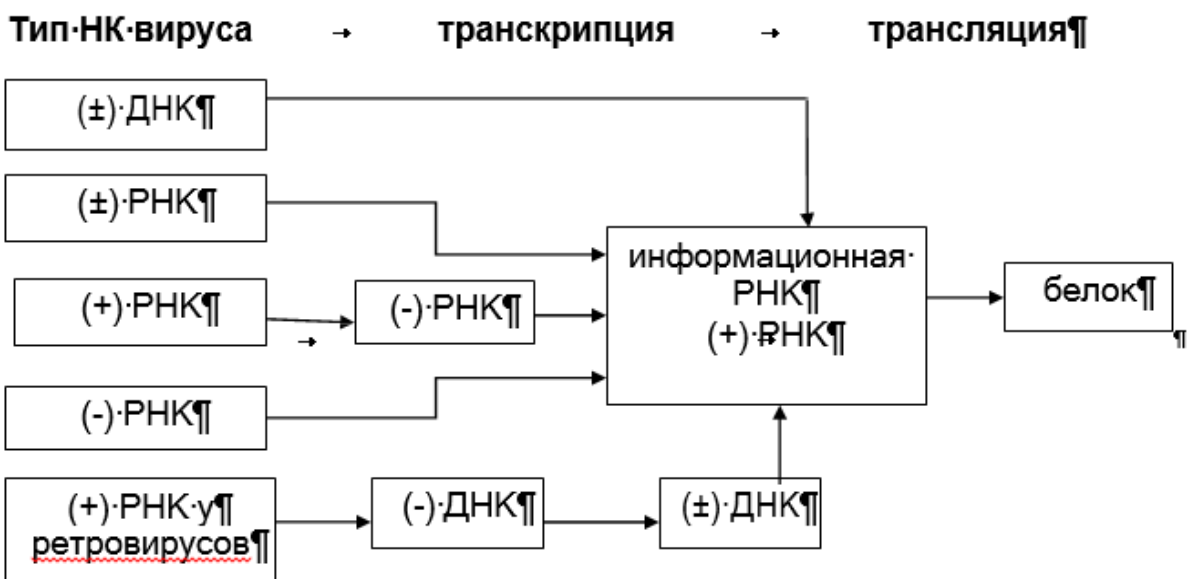 Тип·НК·вируса → транскрипция → трансляция¶
(±)·ДНК¶
(±)·РНК¶
информационная·
РНК¶
(+)·РНК¶
белок¶
¶
(+)·РНК¶
→
(-)·РНК¶
(-)·РНК¶
(+)·РНК·у¶
ретровирусов¶
(-)·ДНК¶
(±)·ДНК¶